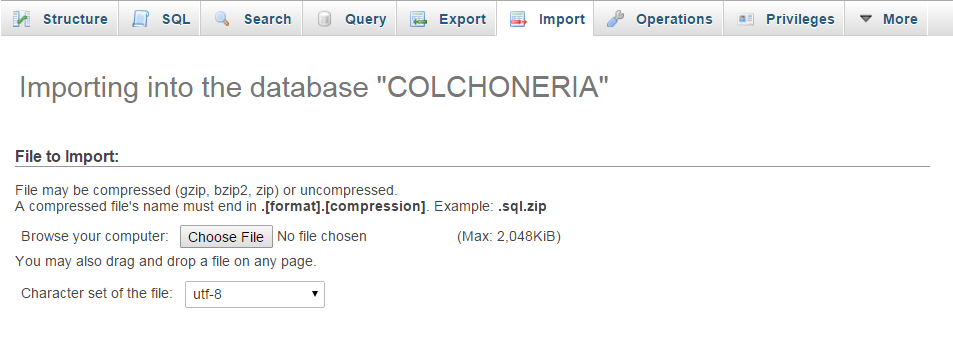 Structure SQL Search Query Export Import Operations Privileges More
Importing into the database "COLCHONERIA"
File to Import:
File may be compressed (gzip, bzip2, zip) or uncompressed.
A compressed file's name must end in .[format].[compression]. Example: .sql.zip
Browse your computer: Choose File No file chosen (Max: 2,048KiB)
You may also drag and drop a file on any page.
Character set of the file: utf-8